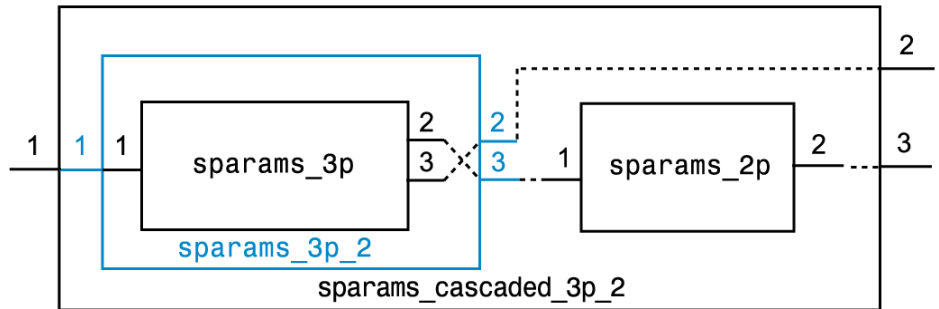 2
1 1 1 2 2
sparams_3p 3 3 1 sparams_2p 2 3
sparams_3p_2
sparams_cascaded_3p_2